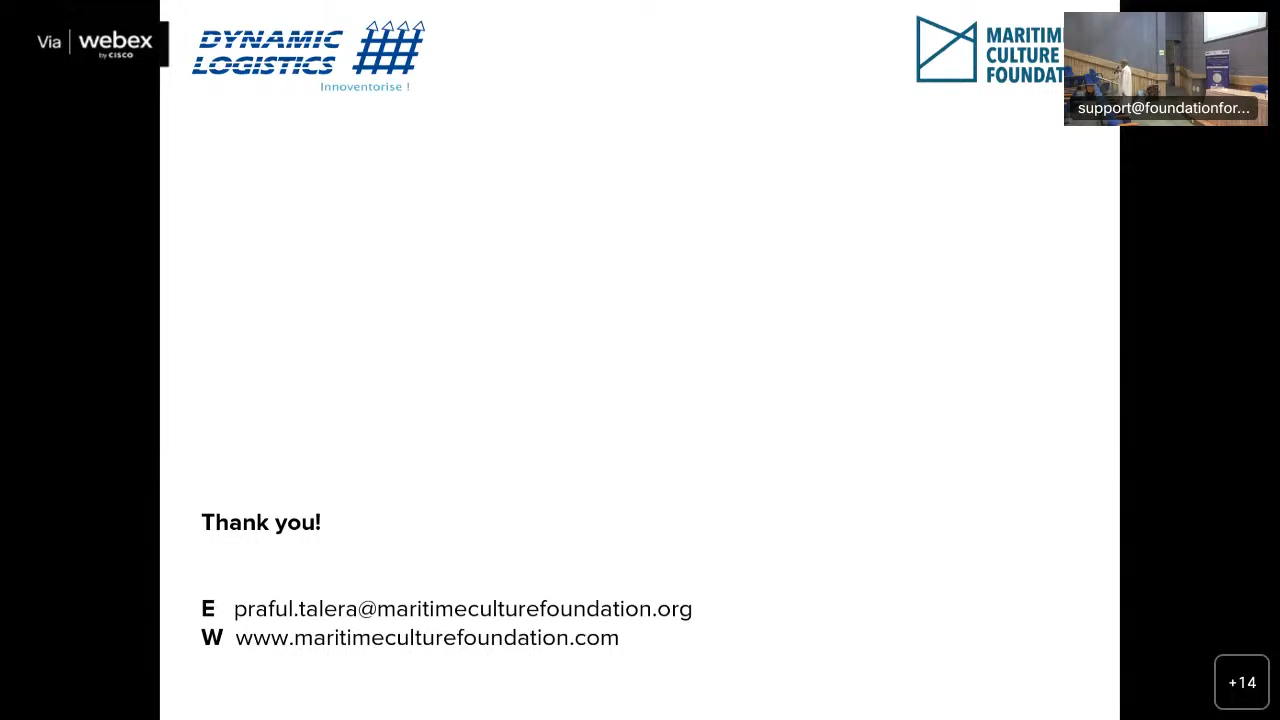 Via webex
by CISCO
DYNAMIC
LOGISTICS
Innoventorise !
MARITIM
CULTURE
FOUNDAT
support@foundationfor...
Thank you!
E praful.talera@maritimeculturefoundation.org
W www.maritimeculturefoundation.com
+14